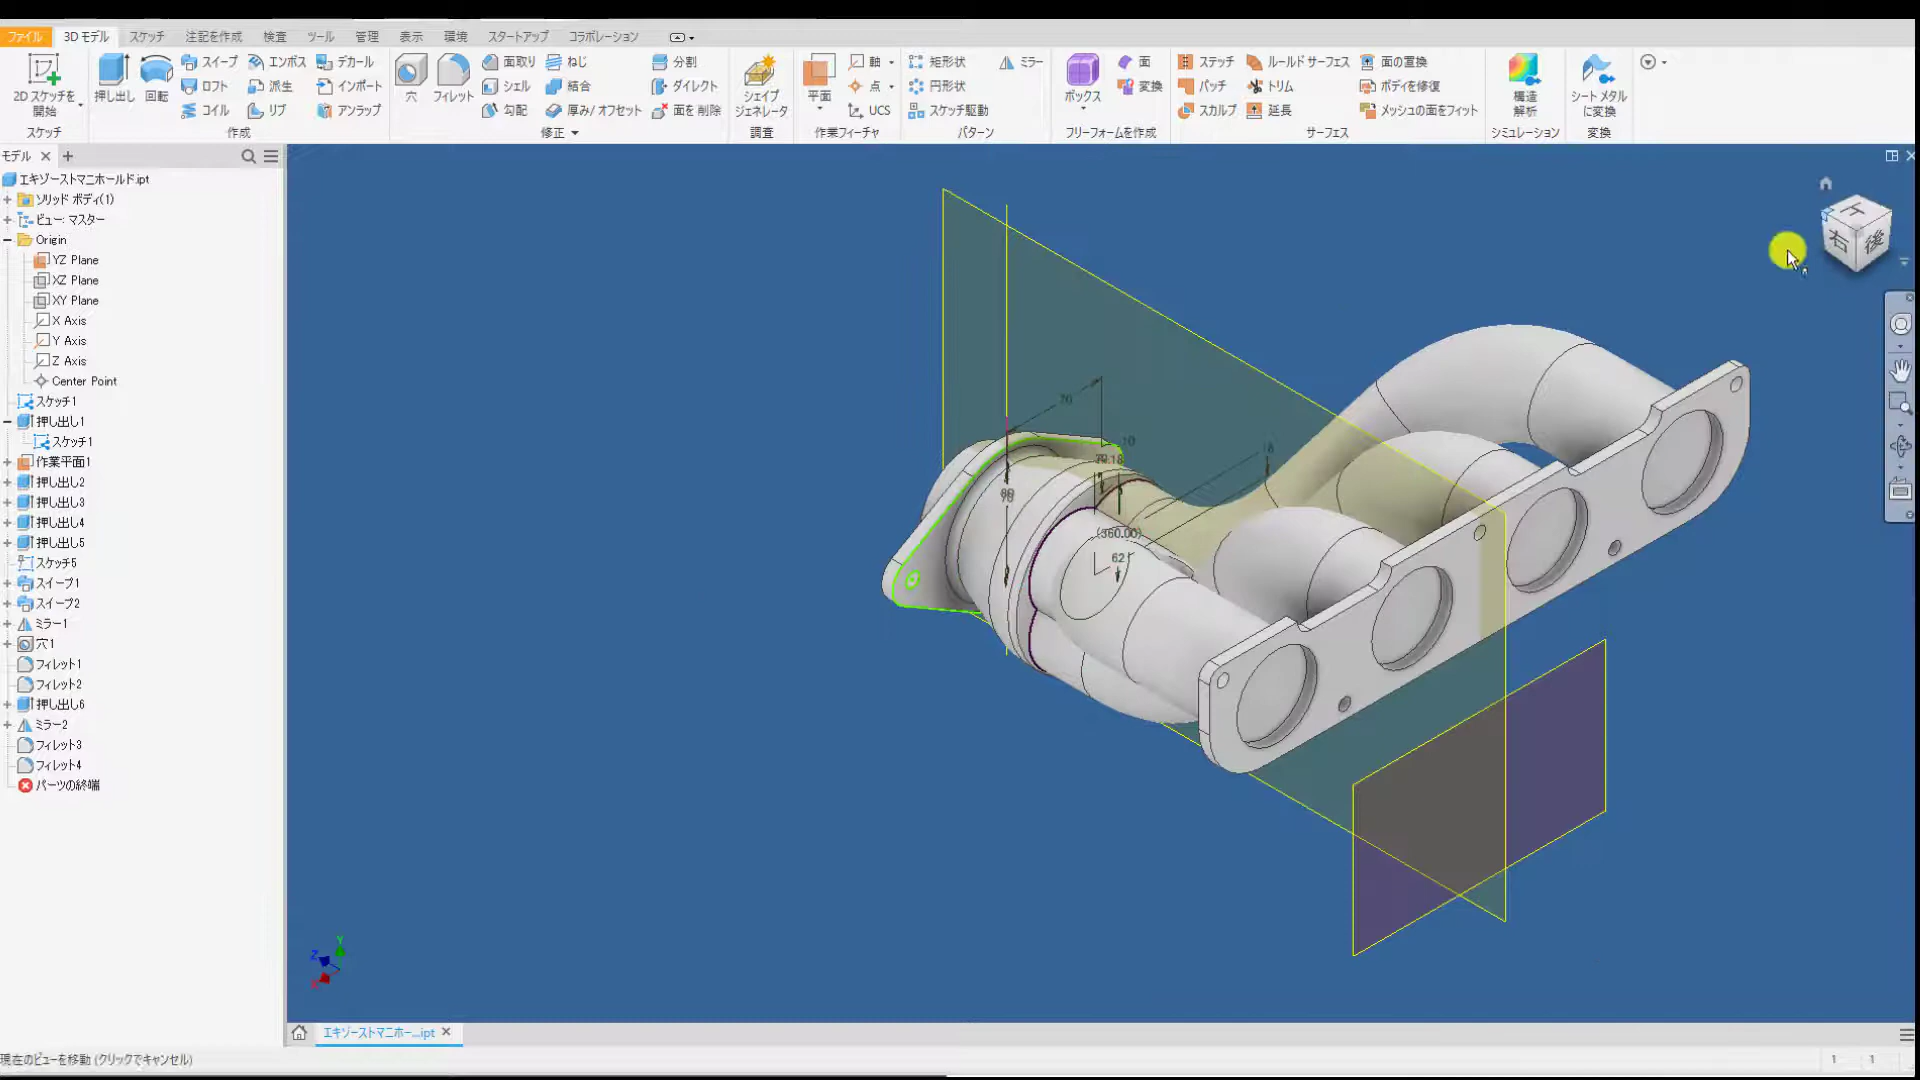 ファイル 3D モデル スケッチ 注記を作成 検査 ツール 管理 表示 環境 スタートアップ コラボレーション
2D スケッチを開始
スケッチ
押し出し 回転 スイープ エンボス デカール
ロフト 派生 インポート
コイル リブ アンラップ
作成
穴 フィレット 面取り ねじ 分割
シェル 結合 ダイレクト
勾配 厚み/ オフセット 面を 削除
修正
シェイプ
ジェネレータ
調査
平面 軸
点
UCS
作業フィーチャ
矩形状 ミラー
円形状
スケッチ駆動
パターン
ボックス 面
変換
フリーフォームを作成
ステッチ ルールド サーフェス 面の置換
パッチ トリム ボディを修復
スカルプ 延長 メッシュの面をフィット
サーフェス
構造
解析
シミュレーション
シート メタル
に変換
変換
モデル
エキゾーストマニホールド.ipt
ソリッド ボディ(1)
ビュー: マスター
Origin
YZ Plane
XZ Plane
XY Plane
X Axis
Y Axis
Z Axis
Center Point
スケッチ1
押し出し1
スケッチ1
作業平面1
押し出し2
押し出し3
押し出し4
押し出し5
スケッチ5
スイープ1
スイープ2
ミラー1
穴1
フィレット1
フィレット2
押し出し6
ミラー2
フィレット3
フィレット4
パーツの終端
上
右 後
70
10
(360.00)
62
Y
Z
X
エキゾーストマニホー...ipt
現在のビューを移動 (クリックでキャンセル)
1 1